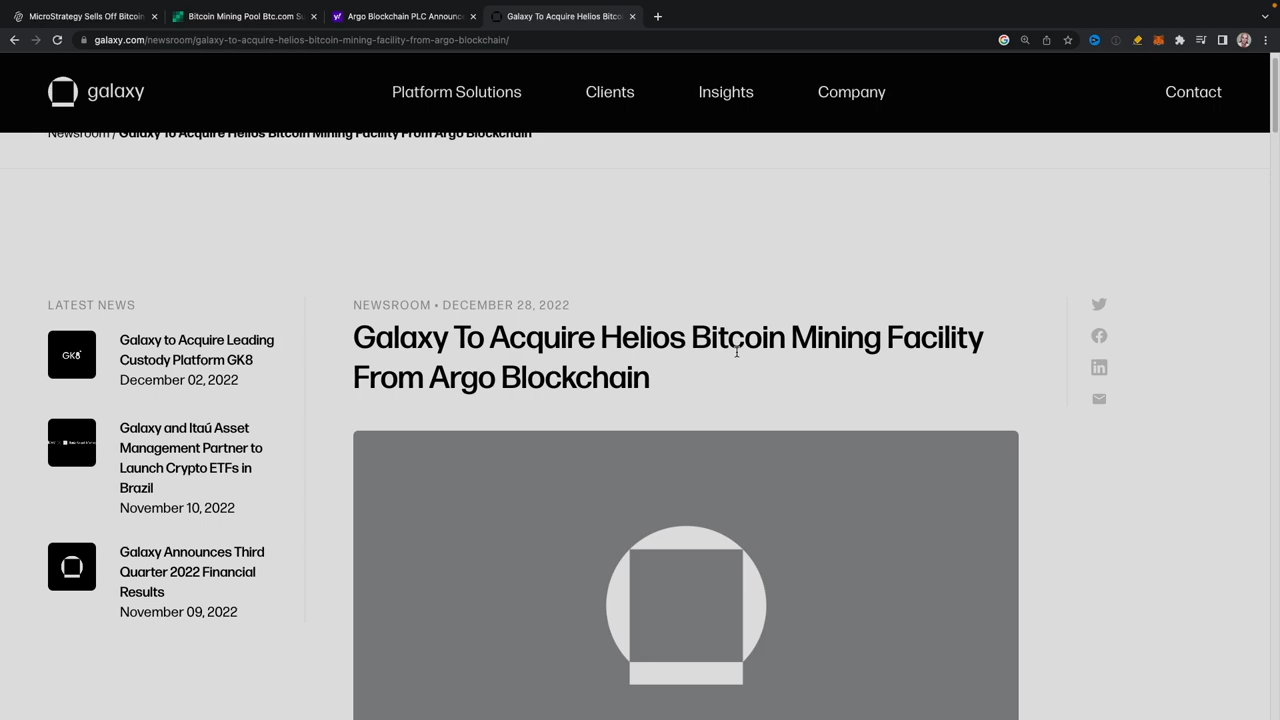 MicroStrategy Sells Off Bitcoin
Bitcoin Mining Pool Btc.com Su
Argo Blockchain PLC Announc
Galaxy To Acquire Helios Bitcoi
galaxy.com/newsroom/galaxy-to-acquire-helios-bitcoin-mining-facility-from-argo-blockchain/
galaxy
Platform Solutions
Clients
Insights
Company
Contact
Newsroom / Galaxy To Acquire Helios Bitcoin Mining Facility From Argo Blockchain
LATEST NEWS
GK8
Galaxy to Acquire Leading
Custody Platform GK8
December 02, 2022
Galaxy and Itaú Asset
Management Partner to
Launch Crypto ETFs in
Brazil
November 10, 2022
Galaxy Announces Third
Quarter 2022 Financial
Results
November 09, 2022
NEWSROOM • DECEMBER 28, 2022
Galaxy To Acquire Helios Bitcoin Mining Facility
From Argo Blockchain